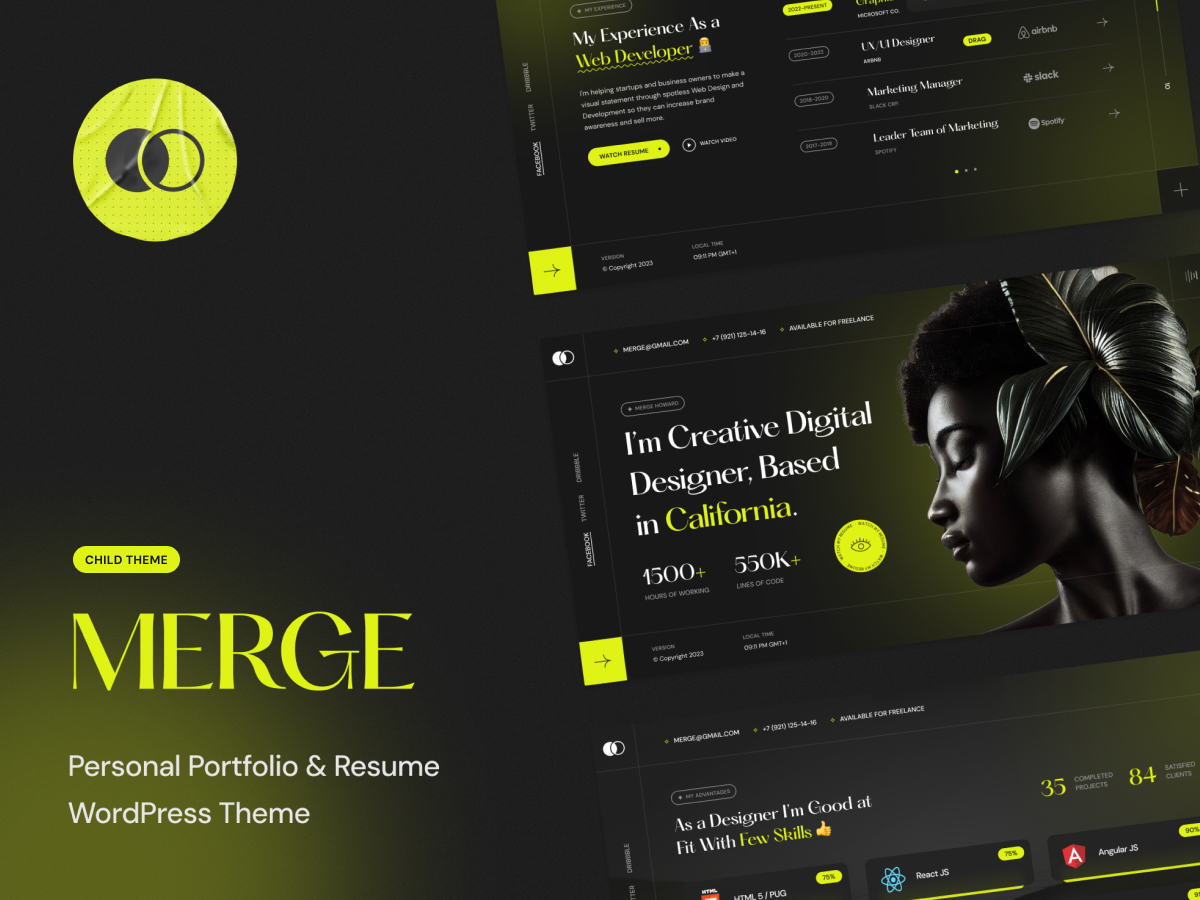 CHILD THEME
MERGE
Personal Portfolio & Resume
WordPress Theme
MY EXPERIENCE
My Experience As a
Web Developer
I'm helping startups and business owners to make a
visual statement through spotless Web Design and
Development so they can increase brand
awareness and sell more.
WATCH RESUME
WATCH VIDEO
DRIBBBLE
TWITTER
FACEBOOK
2022-PRESENT
MICROSOFT CO.
2020-2022
UX/UI Designer
AIRBNB
DRAG
airbnb
2018-2020
Marketing Manager
SLACK CRP.
slack
2017-2018
Leader Team of Marketing
SPOTIFY
Spotify
VERSION
© Copyright 2023
LOCAL TIME
09:11 PM GMT+1
MERGE@GMAIL.COM
+7 (921) 125-14-16
AVAILABLE FOR FREELANCE
MERGE HOWARD
I'm Creative Digital
Designer, Based
in California.
1500+
HOURS OF WORKING
550K+
LINES OF CODE
DRIBBBLE
TWITTER
FACEBOOK
VERSION
© Copyright 2023
LOCAL TIME
09:11 PM GMT+1
MERGE@GMAIL.COM
+7 (921) 125-14-16
AVAILABLE FOR FREELANCE
MY ADVANTAGES
As a Designer I'm Good at
Fit With Few Skills
35
COMPLETED
PROJECTS
84
SATISFIED
CLIENTS
DRIBBBLE
HTML
HTML 5 / PUG
75%
React JS
75%
Angular JS
90%